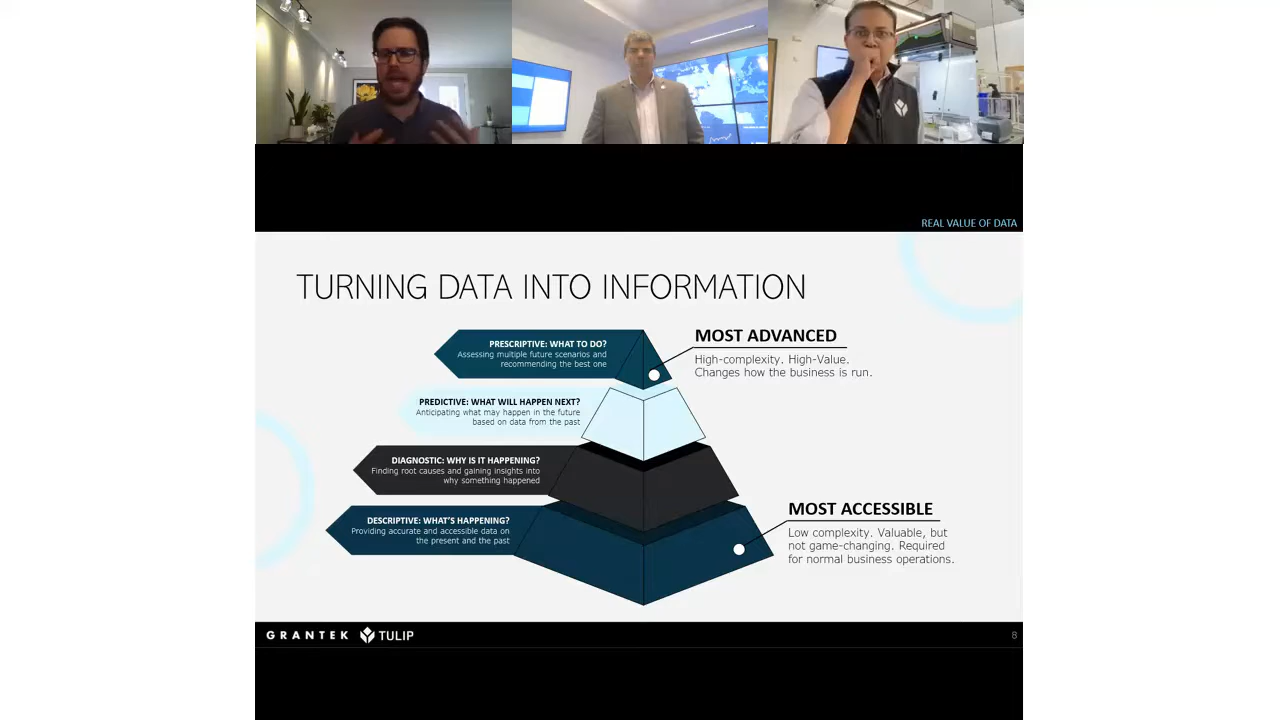 REAL VALUE OF DATA
TURNING DATA INTO INFORMATION
PRESCRIPTIVE: WHAT TO DO?
Assessing multiple future scenarios and
recommending the best one
MOST ADVANCED
High-complexity. High-Value.
Changes how the business is run.
PREDICTIVE: WHAT WILL HAPPEN NEXT?
Anticipating what may happen in the future
based on data from the past
DIAGNOSTIC: WHY IS IT HAPPENING?
Finding root causes and gaining insights into
why something happened
DESCRIPTIVE: WHAT'S HAPPENING?
Providing accurate and accessible data on
the present and the past
MOST ACCESSIBLE
Low complexity. Valuable, but
not game-changing. Required
for normal business operations.
GRANTEK TULIP
8